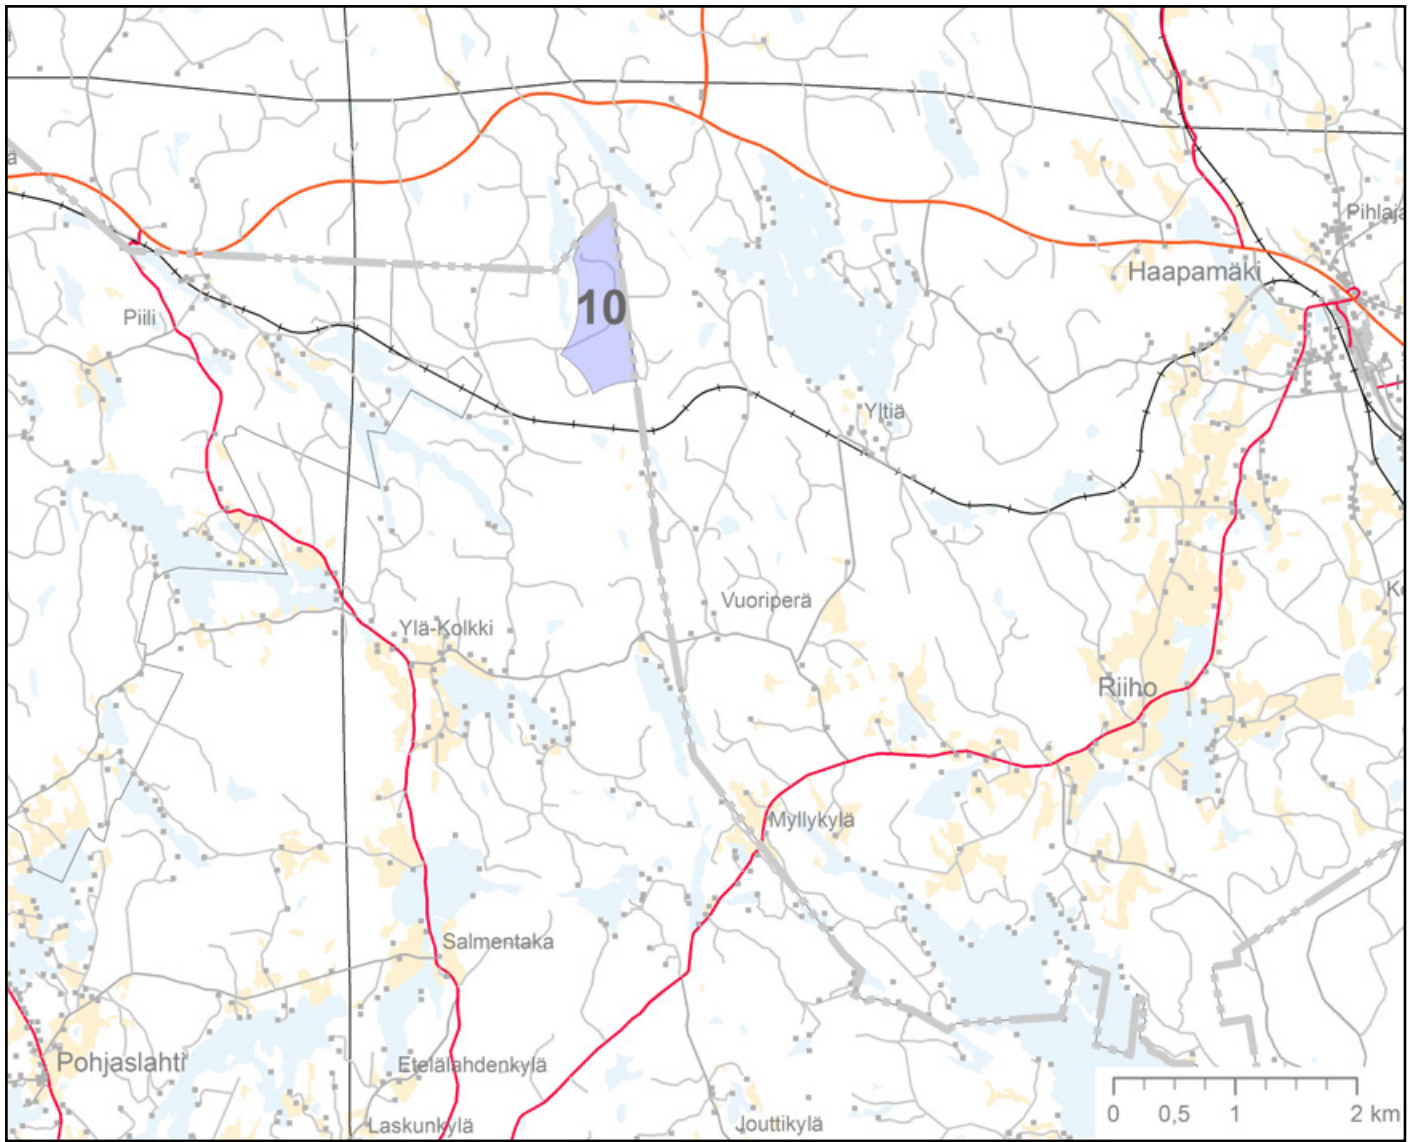 Haapamäki
10
Piili
Yltiä
Vuoriperä
Ylä-Kolkki
Riiho
Myllykylä
Salmentaka
Pohjaslahti
Etelälahdenkylä
Laskunkylä
Jouttikylä
0 0,5 1 2 km